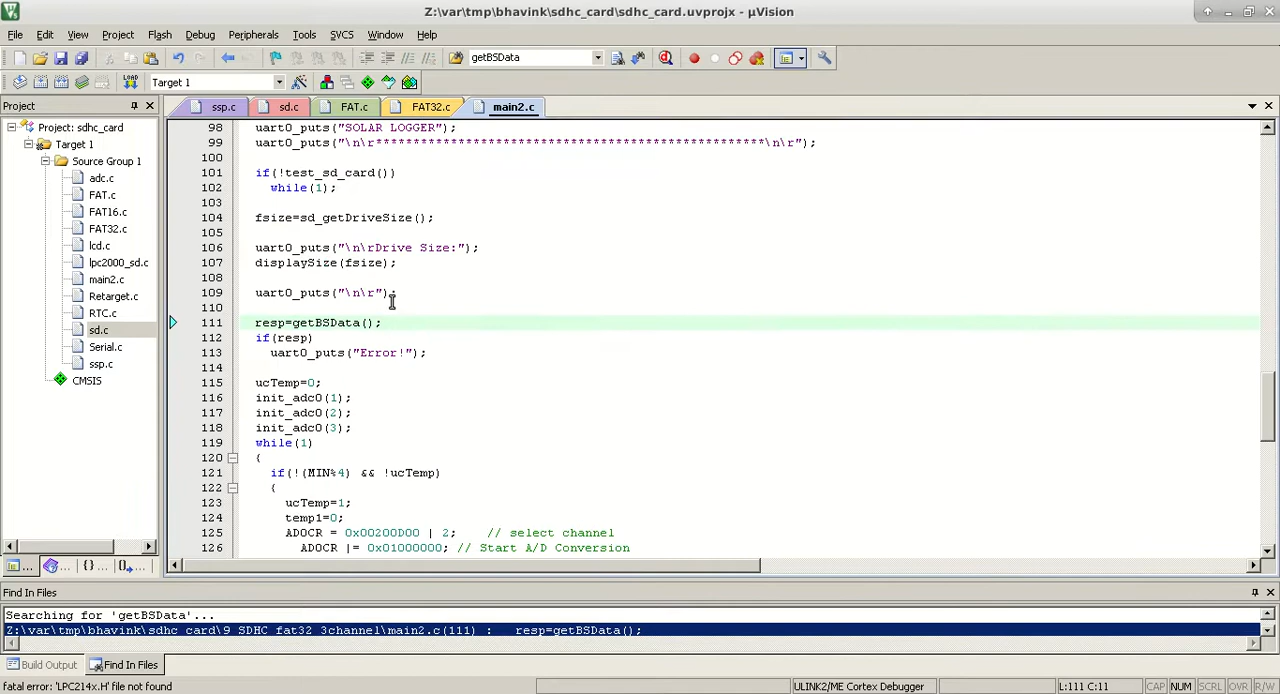 Z:\var\tmp\bhavink\sdhc_card\sdhc_card.uvprojx - µVision
File Edit View Project Flash Debug Peripherals Tools SVCS Window Help
getBSData
LOAD Target 1
Project
ssp.c sd.c FAT.c FAT32.c main2.c
Project: sdhc_card
Target 1
Source Group 1
adc.c
FAT.c
FAT16.c
FAT32.c
lcd.c
lpc2000_sd.c
main2.c
Retarget.c
RTC.c
sd.c
Serial.c
ssp.c
CMSIS
98 uart0_puts("SOLAR LOGGER");
99 uart0_puts("\n\r****************************************************\n\r");
100
101 if(!test_sd_card())
102 while(1);
103
104 fsize=sd_getDriveSize();
105
106 uart0_puts("\n\rDrive Size:");
107 displaySize(fsize);
108
109 uart0_puts("\n\r");
110
111 resp=getBSData();
112 if(resp)
113 uart0_puts("Error!");
114
115 ucTemp=0;
116 init_adc0(1);
117 init_adc0(2);
118 init_adc0(3);
119 while(1)
120 {
121 if(!(MIN%4) && !ucTemp)
122 {
123 ucTemp=1;
124 temp1=0;
125 AD0CR = 0x00200D00 | 2; // select channel
126 AD0CR |= 0x01000000; // Start A/D Conversion
Find In Files
Searching for 'getBSData'...
Z:\var\tmp\bhavink\sdhc card\9 SDHC fat32 3channel\main2.c(111) : resp=getBSData();
Build Output Find In Files
fatal error: 'LPC214x.H' file not found ULINK2/ME Cortex Debugger L:111 C:11 CAP NUM SCRL OVR R/W